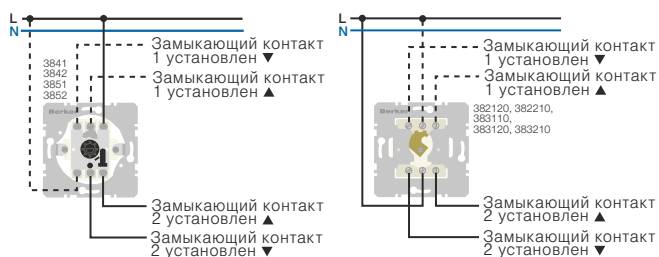 L
N
Замыкающий контакт
1 установлен ▼
Замыкающий контакт
1 установлен ▲
3841
3842
3851
3852
Berker
Замыкающий контакт
2 установлен ▲
Замыкающий контакт
2 установлен ▼
L
N
Замыкающий контакт
1 установлен ▼
Замыкающий контакт
1 установлен ▲
382120, 382210,
383110,
383120, 383210
Berker
Замыкающий контакт
2 установлен ▲
Замыкающий контакт
2 установлен ▼